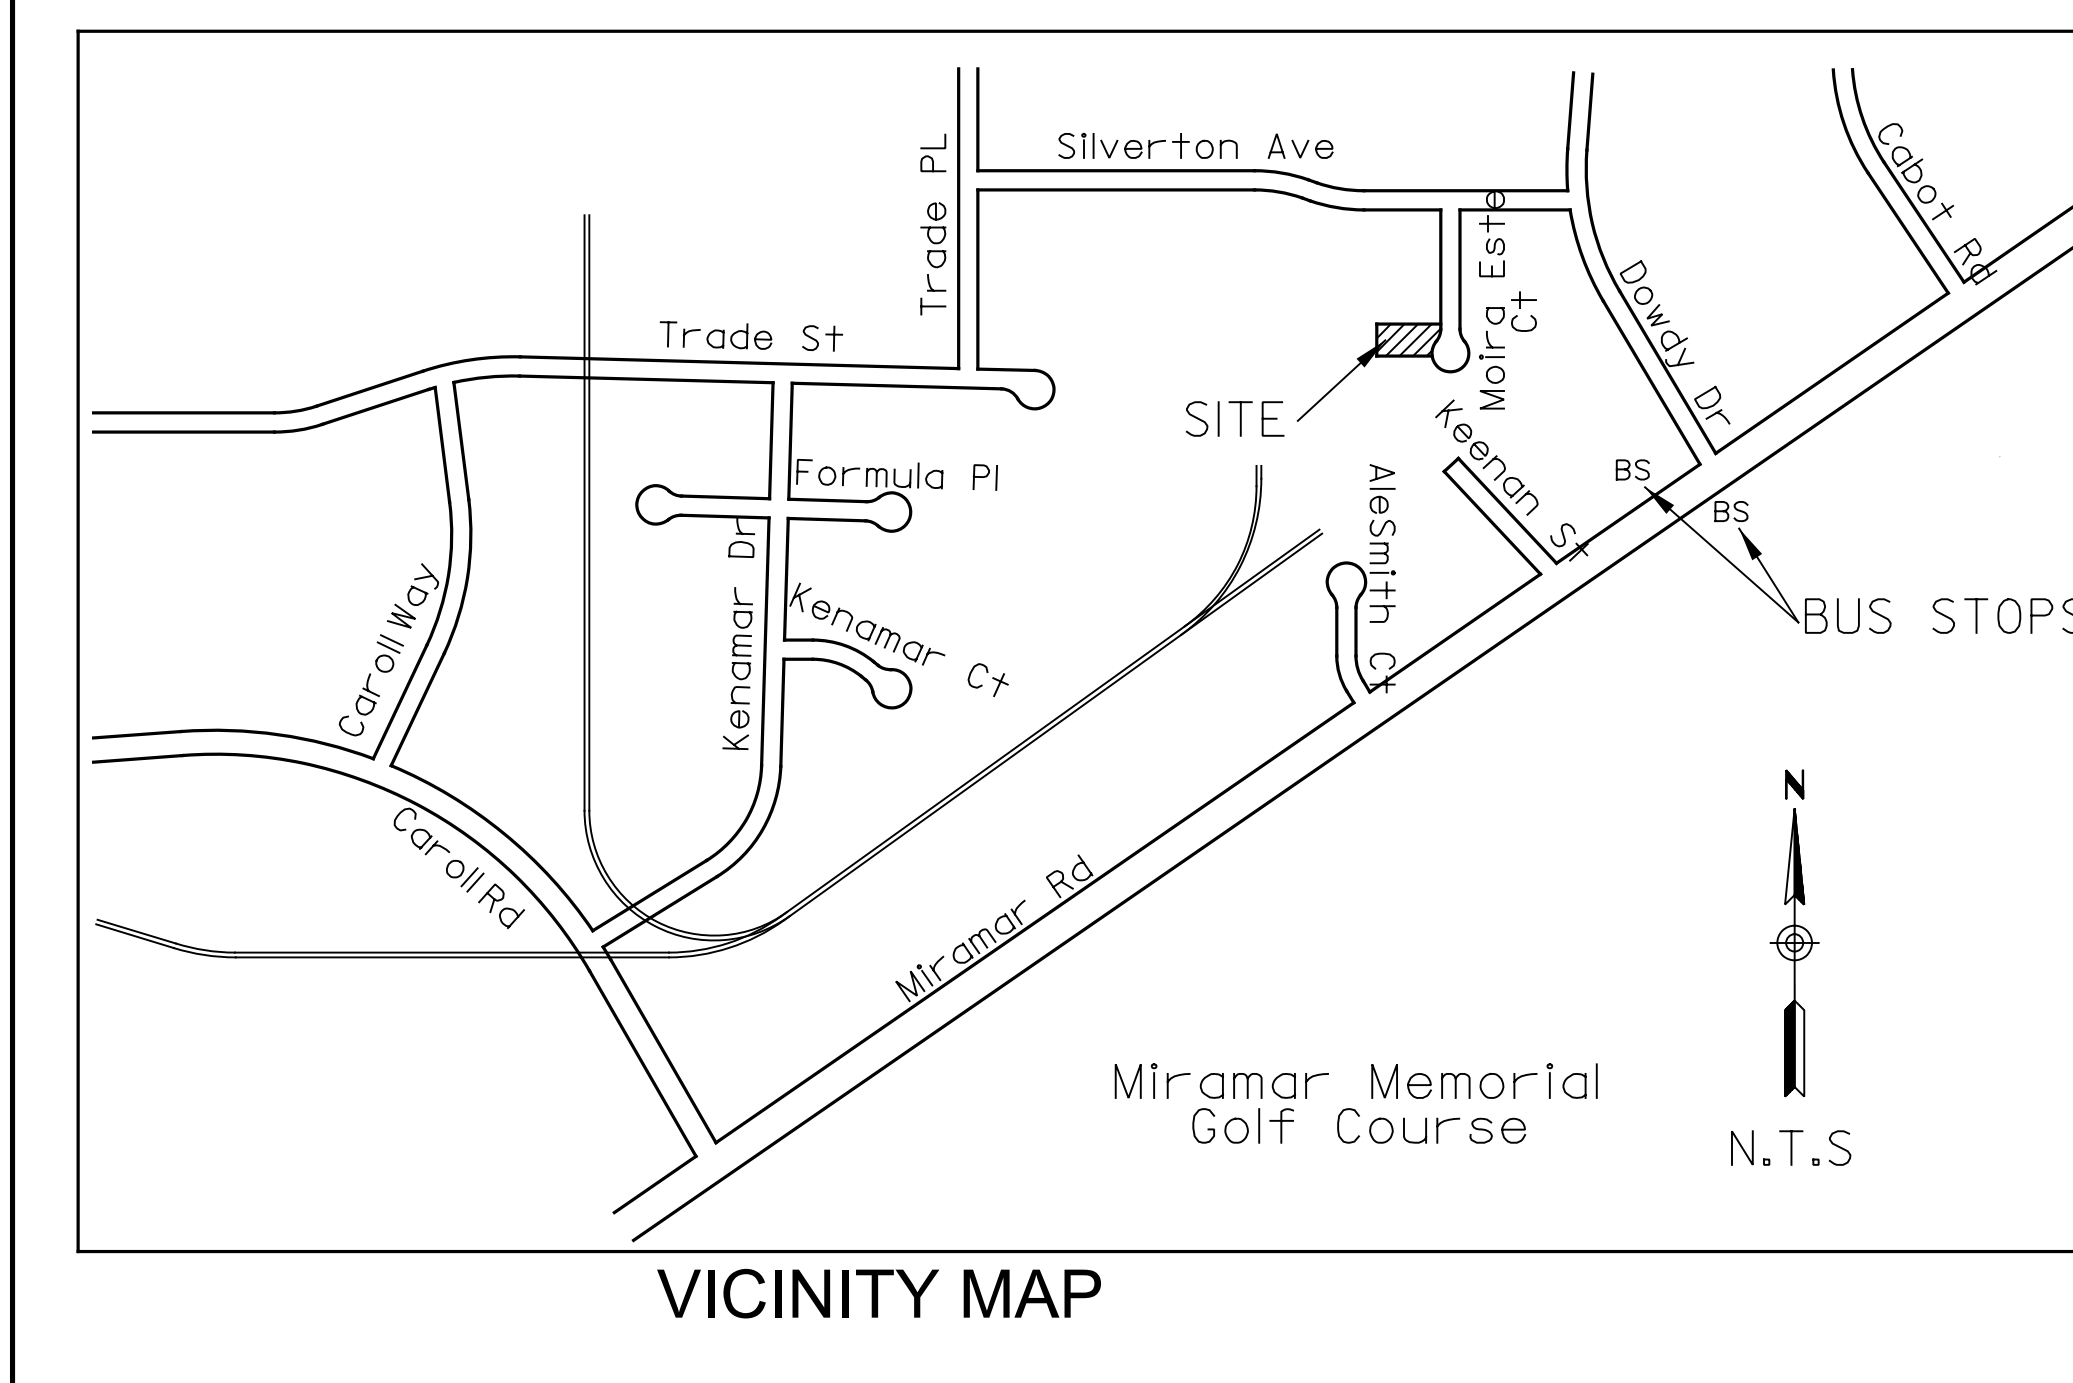 Silverton Ave
Trade PL
Cabot Rd
Moira Este
Ct
Dowdy Dr
Trade St
SITE
Keenan St
Formula Pl
AleSmith Ct
BS
BS
Kenamar Dr
Kenamar Ct
Caroll Way
BUS STOPS
Caroll Rd
Miramar Rd
N
Miramar Memorial
Golf Course
N.T.S
VICINITY MAP